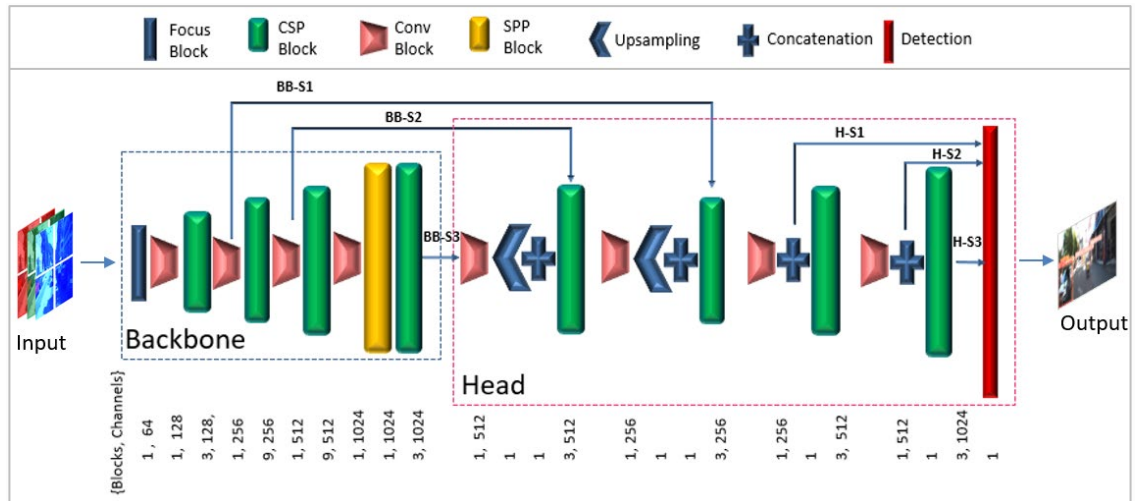 Focus Block
CSP Block
Conv Block
SPP Block
Upsampling
Concatenation
Detection
BB-S1
BB-S2
H-S1
H-S2
BB-S3
H-S3
Input
Backbone
Head
Output
{Blocks, Channels}
1 , 64
1, 128
3, 128,
1, 256
9, 256
1, 512
9, 512
1, 1024
1, 1024
3, 1024
1, 512
1
1
3, 512
1, 256
1
1
3, 256
1, 256
1
3, 512
1, 512
1
3, 1024
1